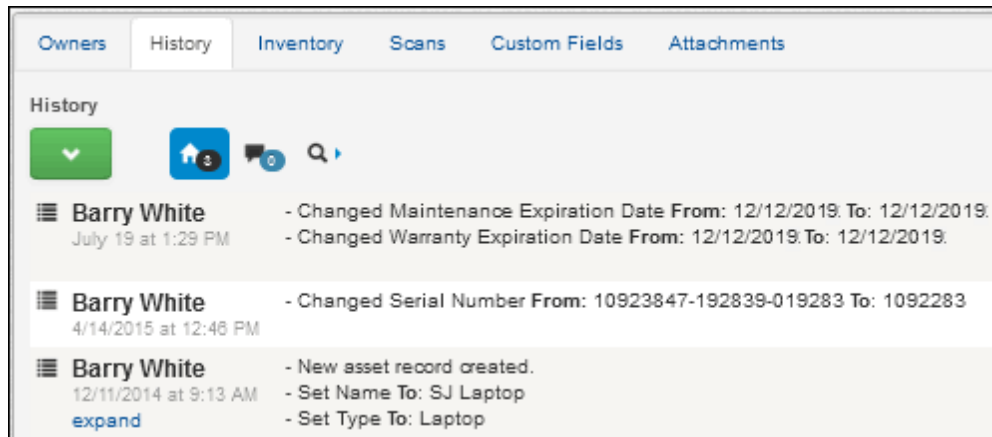 Owners History Inventory Scans Custom Fields Attachments
History
3 0
Barry White - Changed Maintenance Expiration Date From: 12/12/2019: To: 12/12/2019:
July 19 at 1:29 PM - Changed Warranty Expiration Date From: 12/12/2019: To: 12/12/2019:
Barry White - Changed Serial Number From: 10923847-192839-019283 To: 1092283
4/14/2015 at 12:46 PM
Barry White - New asset record created.
12/11/2014 at 9:13 AM - Set Name To: SJ Laptop
expand - Set Type To: Laptop